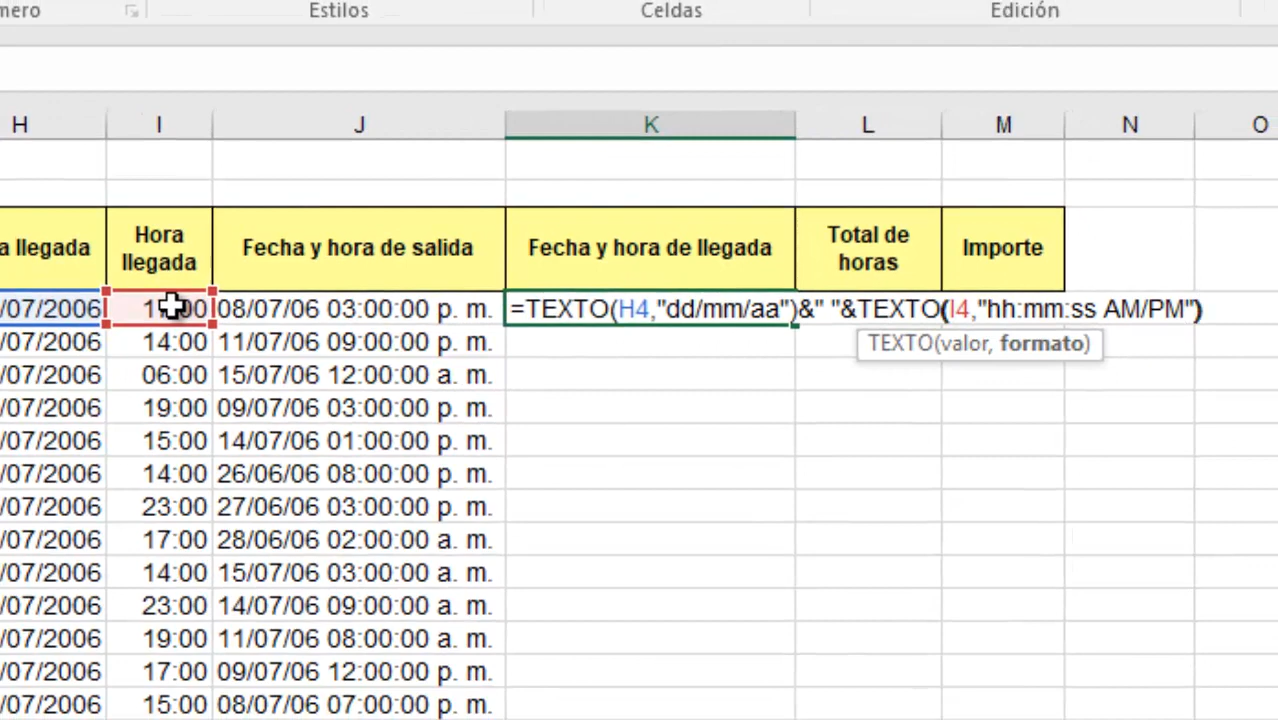 mero Estilos Celdas Edición
H I J K L M N O
a llegada Hora llegada Fecha y hora de salida Fecha y hora de llegada Total de horas Importe
/07/2006 08/07/06 03:00:00 p. m. =TEXTO(H4,"dd/mm/aa")&" "&TEXTO(I4,"hh:mm:ss AM/PM")
/07/2006 14:00 11/07/06 09:00:00 p. m. TEXTO(valor, formato)
/07/2006 06:00 15/07/06 12:00:00 a. m.
/07/2006 19:00 09/07/06 03:00:00 p. m.
/07/2006 15:00 14/07/06 01:00:00 p. m.
/07/2006 14:00 26/06/06 08:00:00 p. m.
/07/2006 23:00 27/06/06 03:00:00 p. m.
/07/2006 17:00 28/06/06 02:00:00 a. m.
/07/2006 14:00 15/07/06 03:00:00 a. m.
/07/2006 23:00 14/07/06 09:00:00 a. m.
/07/2006 19:00 11/07/06 08:00:00 a. m.
/07/2006 17:00 09/07/06 12:00:00 p. m.
/07/2006 15:00 08/07/06 07:00:00 p. m.